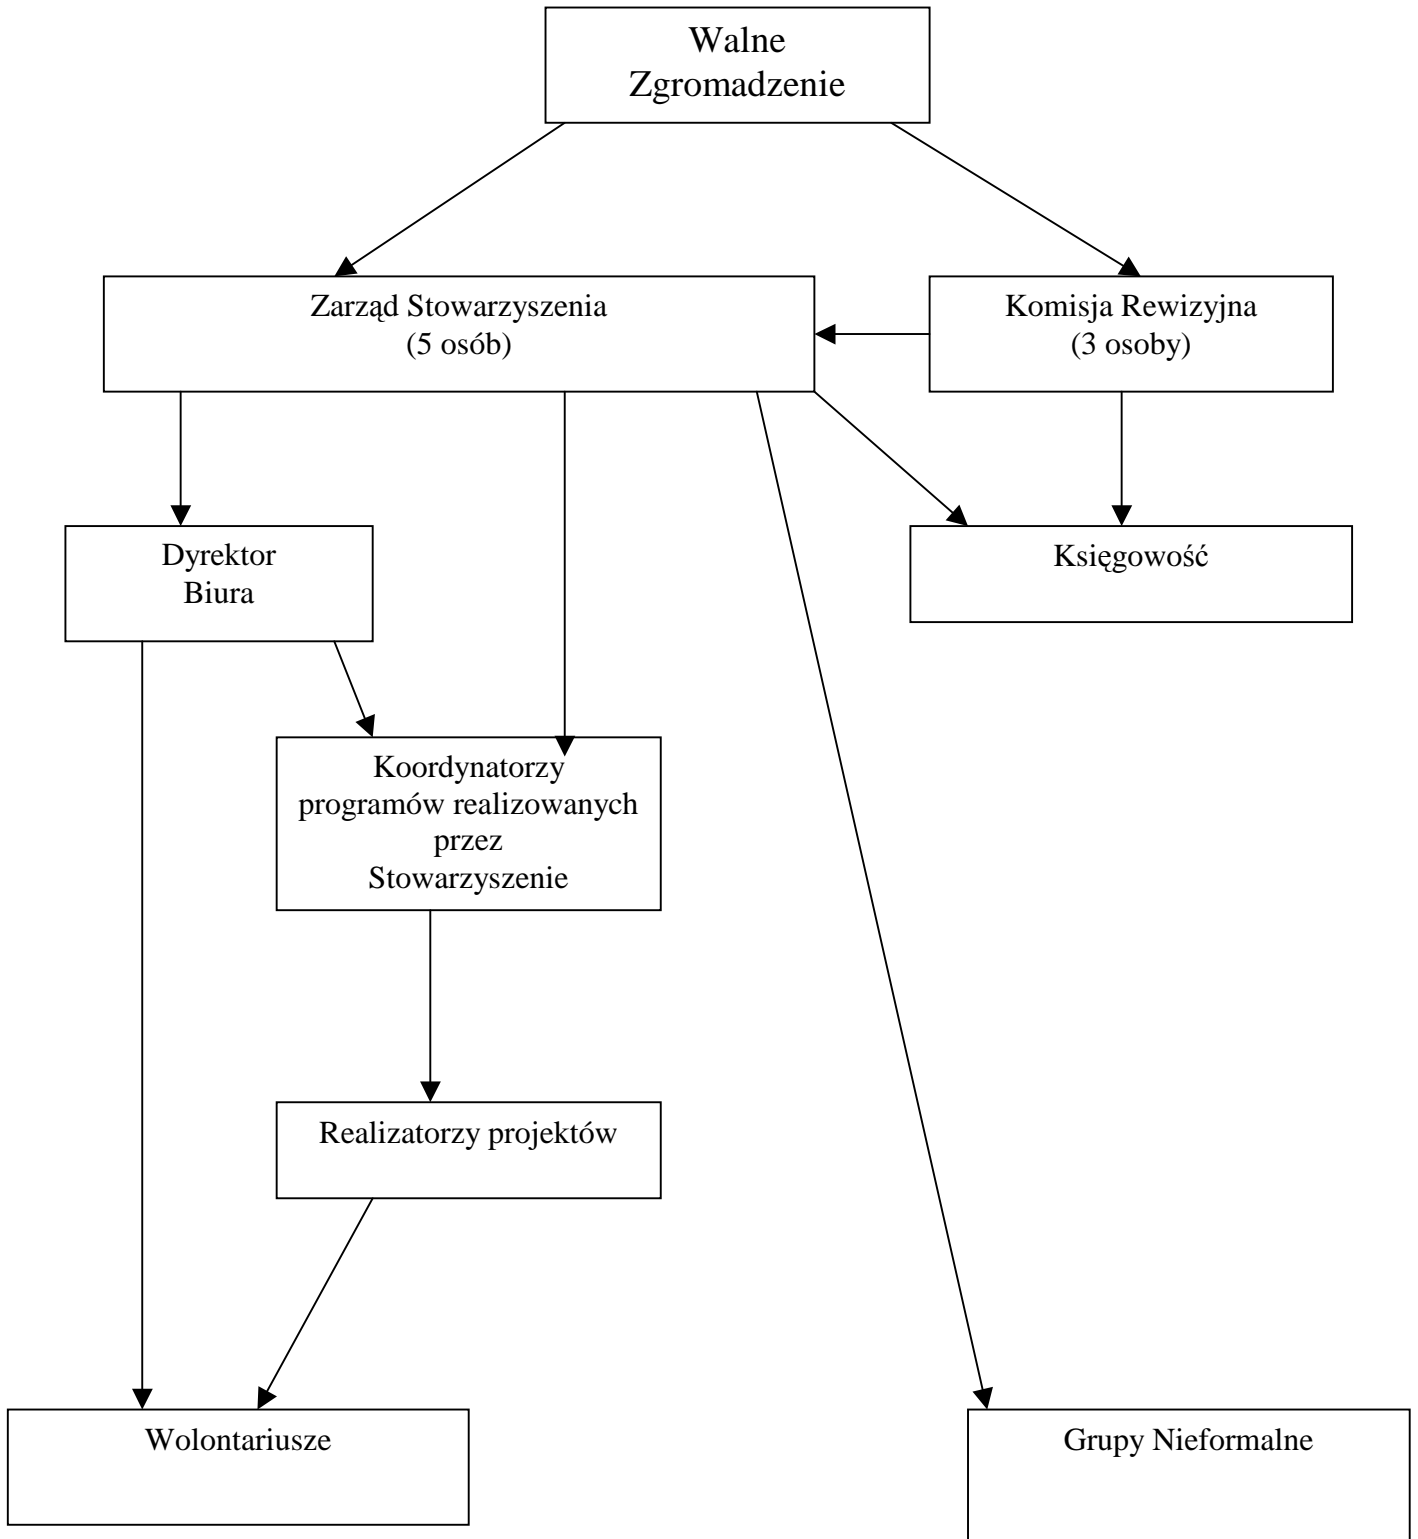 Walne
Zgromadzenie
Zarząd Stowarzyszenia
(5 osób)
Komisja Rewizyjna
(3 osoby)
Dyrektor
Biura
Księgowość
Koordynatorzy
programów realizowanych
przez
Stowarzyszenie
Realizatorzy projektów
Wolontariusze
Grupy Nieformalne